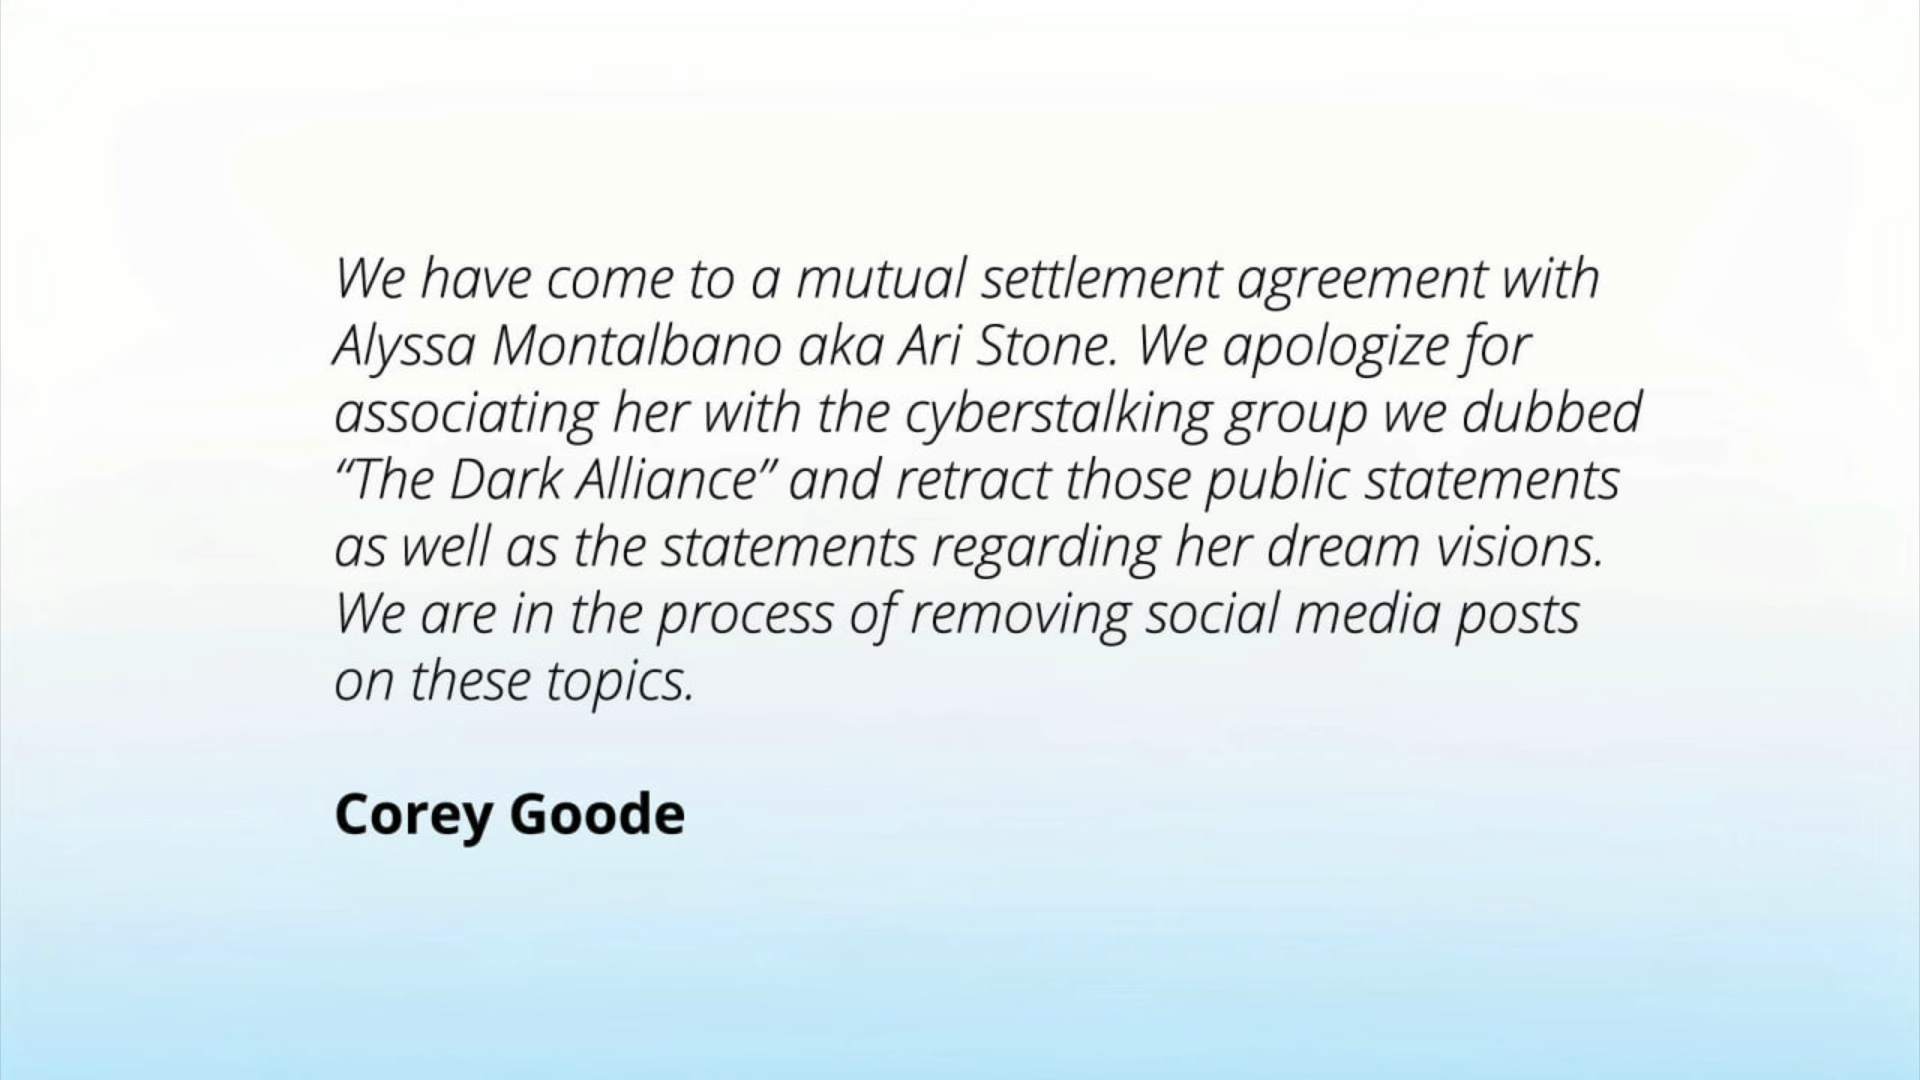 We have come to a mutual settlement agreement with
Alyssa Montalbano aka Ari Stone. We apologize for
associating her with the cyberstalking group we dubbed
“The Dark Alliance” and retract those public statements
as well as the statements regarding her dream visions.
We are in the process of removing social media posts
on these topics.
Corey Goode